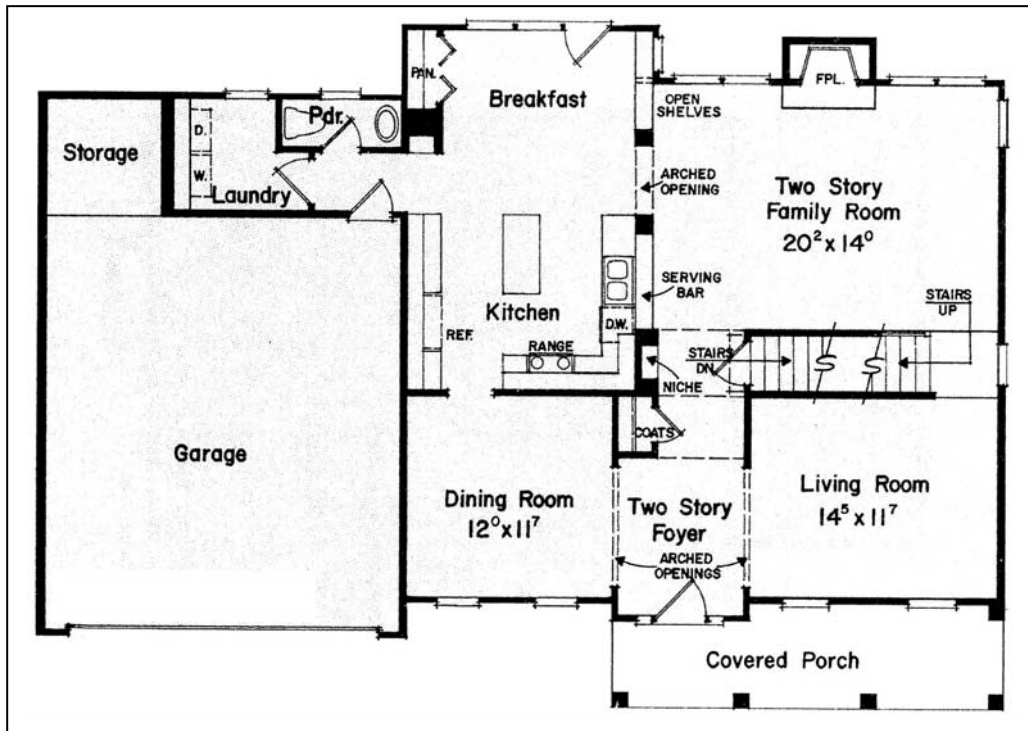 PAN.
Breakfast
FPL.
OPEN
SHELVES
Pdr.
D.
Storage
W.
Laundry
ARCHED
OPENING
Two Story
Family Room
20² x 14⁰
SERVING
BAR
STAIRS
UP
Kitchen
REF.
D.W.
RANGE
STAIRS
DN
NICHE
COATS
Garage
Dining Room
12⁰ x 11⁷
Two Story
Foyer
Living Room
14⁵ x 11⁷
ARCHED
OPENINGS
Covered Porch